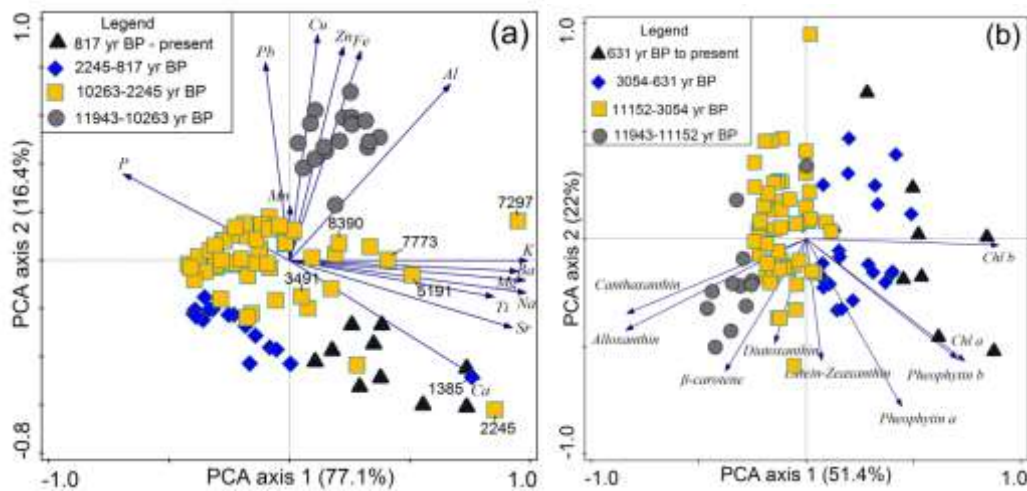 (a)
Legend
817 yr BP - present
2245-817 yr BP
10263-2245 yr BP
11943-10263 yr BP
1.0
PCA axis 2 (16.4%)
-0.8
Cu
Zn
Fe
Pb
Al
P
Mn
8390
7297
7773
K
Ba
Mg
Na
3491
5191
Ti
Sr
1385
Ca
2245
-1.0
PCA axis 1 (77.1%)
1.0
(b)
Legend
631 yr BP to present
3054-631 yr BP
11152-3054 yr BP
11943-11152 yr BP
1.0
PCA axis 2 (22%)
-1.0
Chl b
Canthaxanthin
Alloxanthin
Diatoxanthin
Chl a
β-carotene
Lutein-Zeaxanthin
Pheophytin b
Pheophytin a
-1.0
PCA axis 1 (51.4%)
1.0